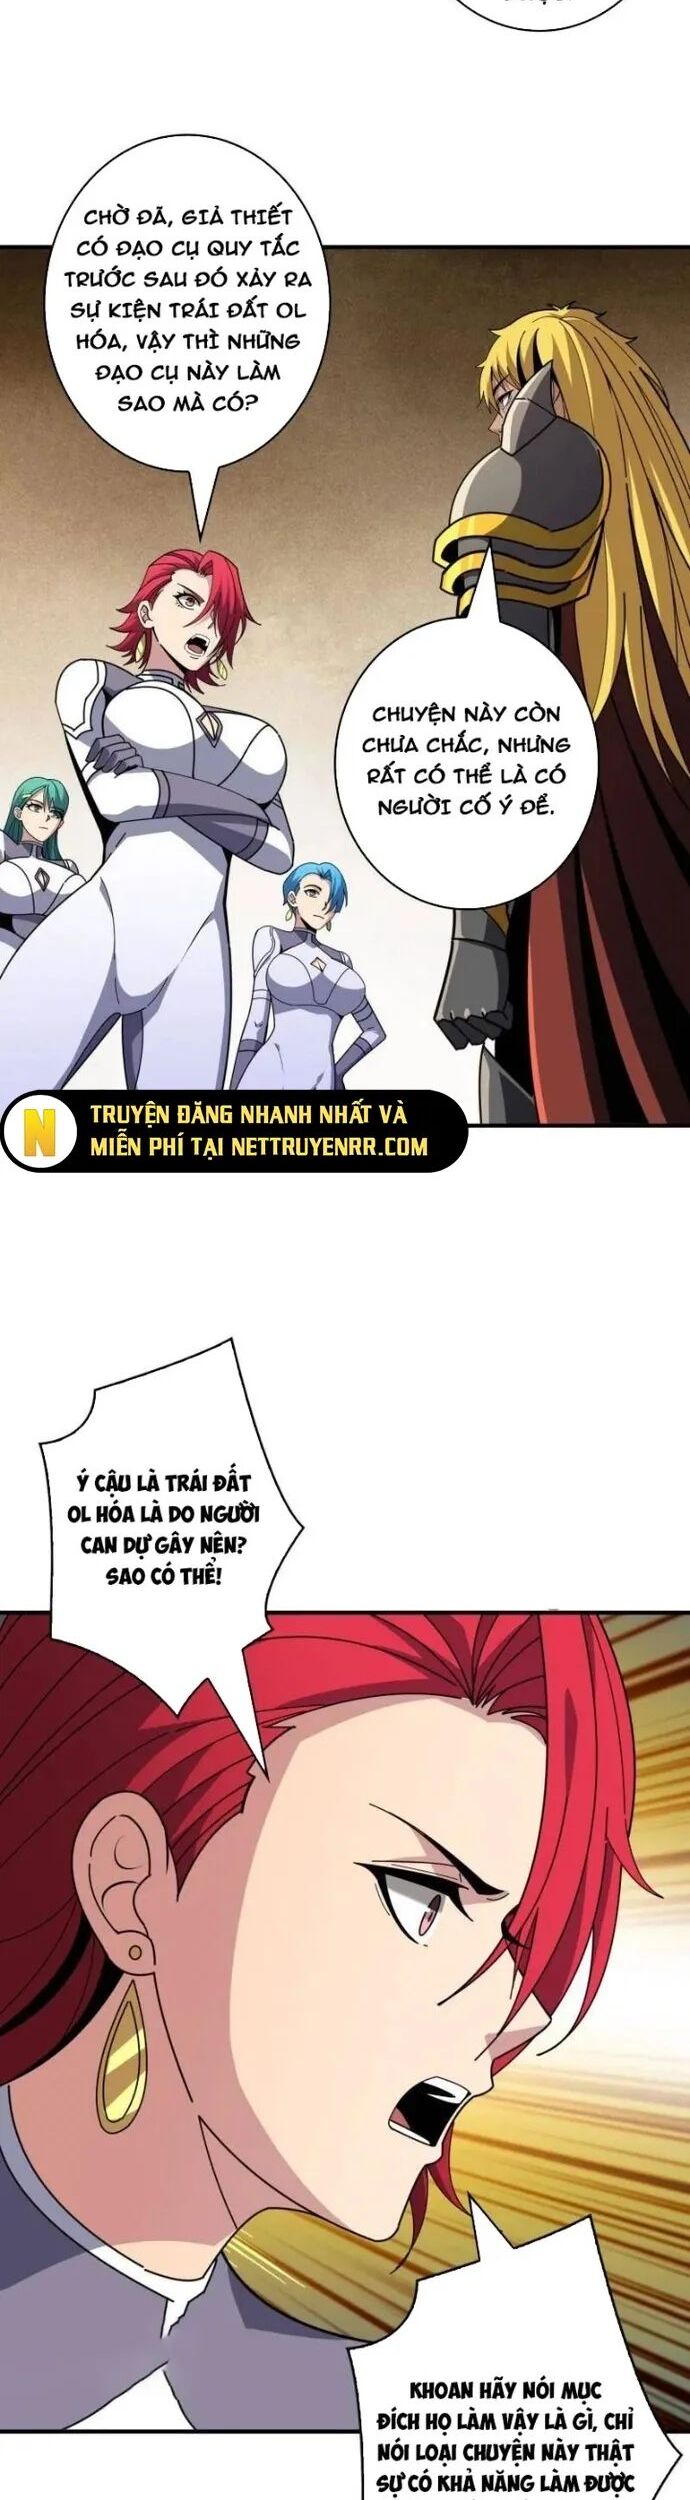 CHỜ ĐÃ, GIẢ THIẾT
CÓ ĐẠO CỤ QUY TẮC
TRƯỚC SAU ĐÓ XẢY RA
SỰ KIỆN TRÁI ĐẤT OL
HÓA, VẬY THÌ NHỮNG
ĐẠO CỤ NÀY LÀM
SAO MÀ CÓ?
CHUYỆN NÀY CÒN
CHƯA CHẮC, NHƯNG
RẤT CÓ THỂ LÀ CÓ
NGƯỜI CỐ Ý ĐỂ.
N
TRUYỆN ĐĂNG NHANH NHẤT VÀ
MIỄN PHÍ TẠI NETTRUYENRR.COM
Ý CẬU LÀ TRÁI ĐẤT
OL HÓA LÀ DO NGƯỜI
CAN DỰ GÂY NÊN?
SAO CÓ THỂ!
KHOAN HÃY NÓI MỤC
ĐÍCH HỌ LÀM VẬY LÀ GÌ, CHỈ
NÓI LOẠI CHUYỆN NÀY THẬT
SỰ CÓ KHẢ NĂNG LÀM ĐƯỢC